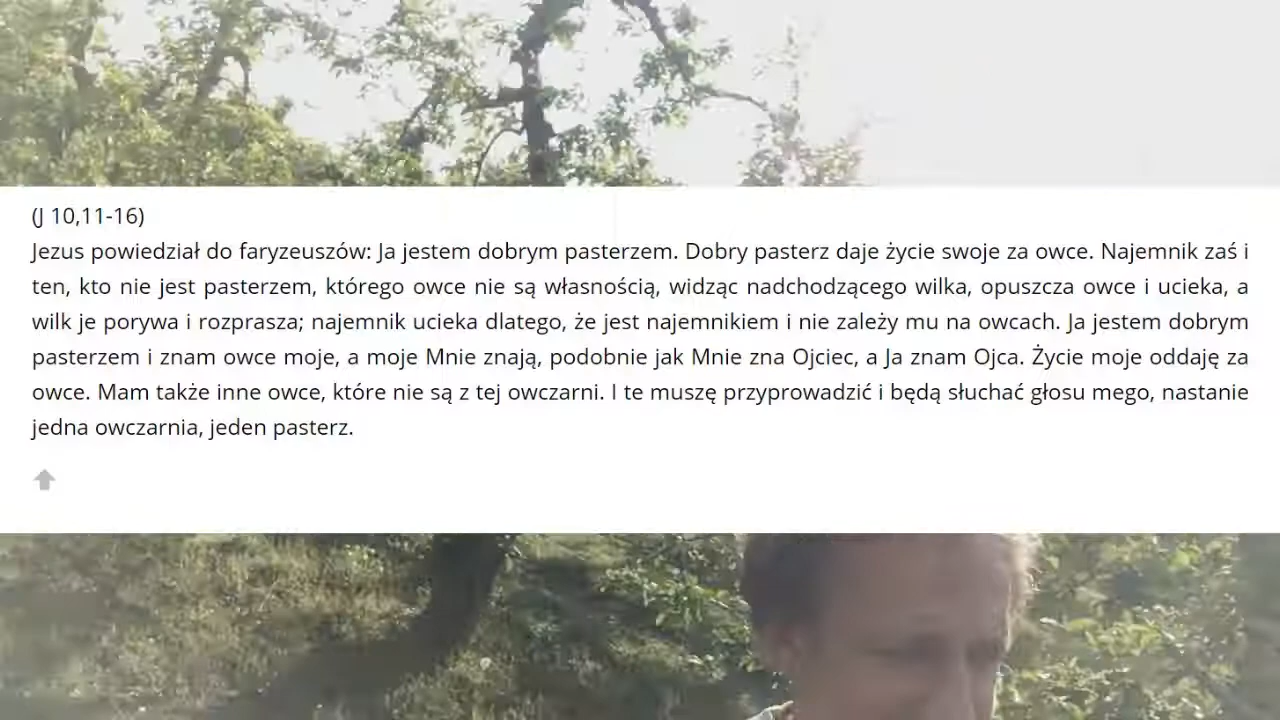 (J 10,11-16)
Jezus powiedział do faryzeuszów: Ja jestem dobrym pasterzem. Dobry pasterz daje życie swoje za owce. Najemnik zaś i
ten, kto nie jest pasterzem, którego owce nie są własnością, widząc nadchodzącego wilka, opuszcza owce i ucieka, a
wilk je porywa i rozprasza; najemnik ucieka dlatego, że jest najemnikiem i nie zależy mu na owcach. Ja jestem dobrym
pasterzem i znam owce moje, a moje Mnie znają, podobnie jak Mnie zna Ojciec, a Ja znam Ojca. Życie moje oddaję za
owce. Mam także inne owce, które nie są z tej owczarni. I te muszę przyprowadzić i będą słuchać głosu mego, nastanie
jedna owczarnia, jeden pasterz.